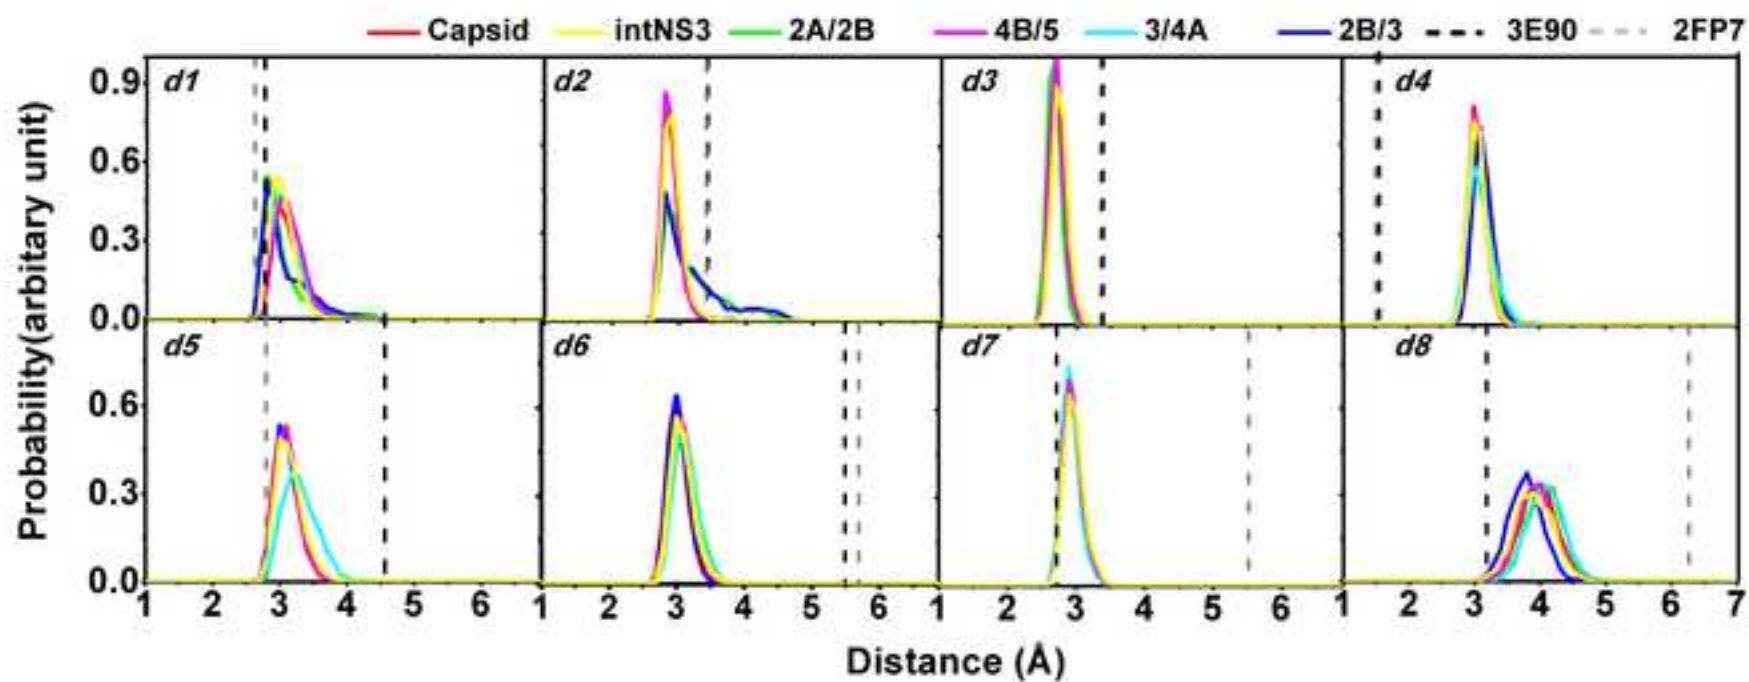 Capsid intNS3 2A/2B 4B/5 3/4A 2B/3 3E90 2FP7
Probability(arbitary unit)
0.9 0.6 0.3 0.0
d1 d2 d3 d4
0.6 0.3 0.0
d5 d6 d7 d8
1 2 3 4 5 6 1 2 3 4 5 6 1 2 3 4 5 6 1 2 3 4 5 6 7
Distance (Å)